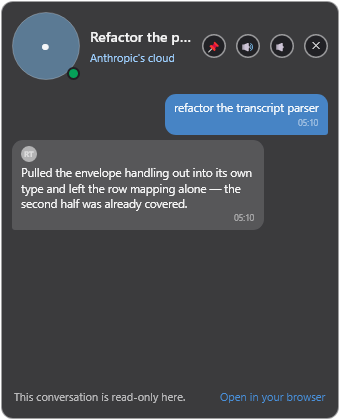 Refactor the p...
Anthropic's cloud
refactor the transcript parser
05:10
RT
Pulled the envelope handling out into its own
type and left the row mapping alone — the
second half was already covered.
05:10
This conversation is read-only here.
Open in your browser